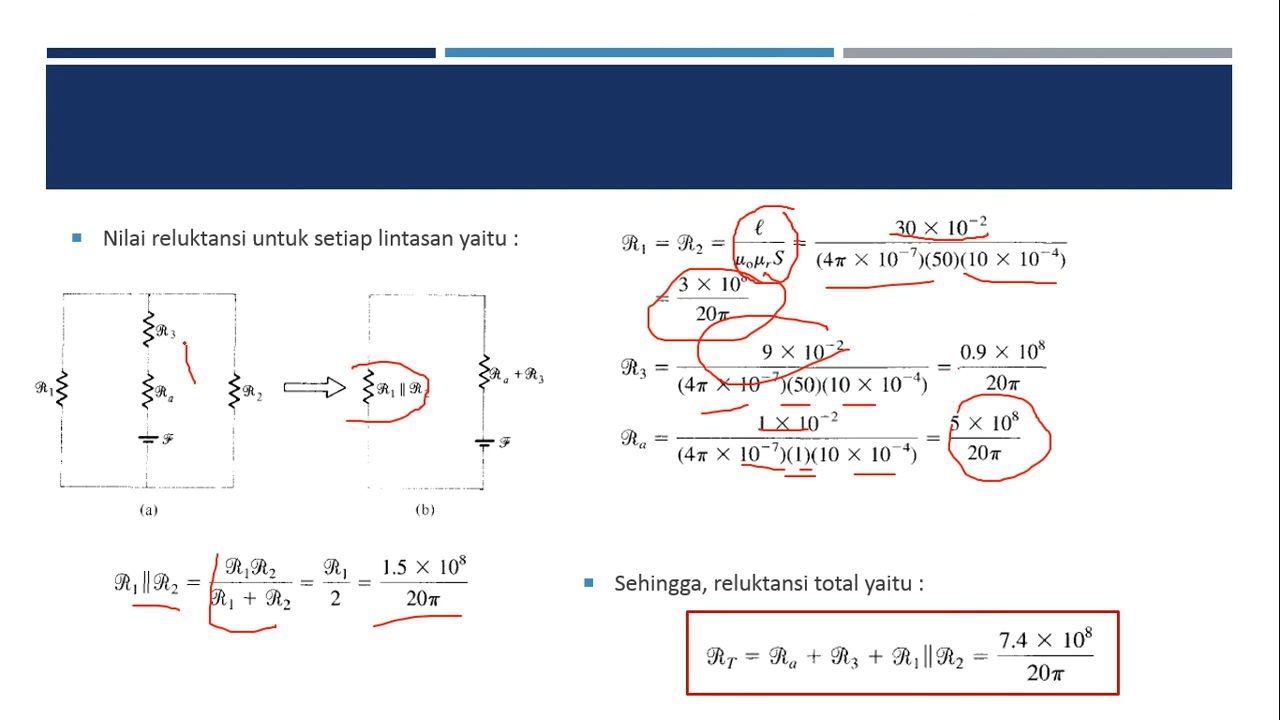 Nilai reluktansi untuk setiap lintasan yaitu :
ℛ₁ ℛ₃ ℛₐ ℱ ℛ₂
(a)
ℛ₁ ∥ ℛ₂ ℛₐ + ℛ₃ ℱ
(b)
ℛ₁∥ℛ₂ = ℛ₁ℛ₂ / (ℛ₁ + ℛ₂) = ℛ₁ / 2 = 1.5 × 10⁸ / 20π
ℛ₁ = ℛ₂ = ℓ / μ₀μᵣS = 30 × 10⁻² / (4π × 10⁻⁷)(50)(10 × 10⁻⁴)
= 3 × 10⁸ / 20π
ℛ₃ = 9 × 10⁻² / (4π × 10⁻⁷)(50)(10 × 10⁻⁴) = 0.9 × 10⁸ / 20π
ℛₐ = 1 × 10⁻² / (4π × 10⁻⁷)(1)(10 × 10⁻⁴) = 5 × 10⁸ / 20π
Sehingga, reluktansi total yaitu :
ℛ_T = ℛₐ + ℛ₃ + ℛ₁∥ℛ₂ = 7.4 × 10⁸ / 20π